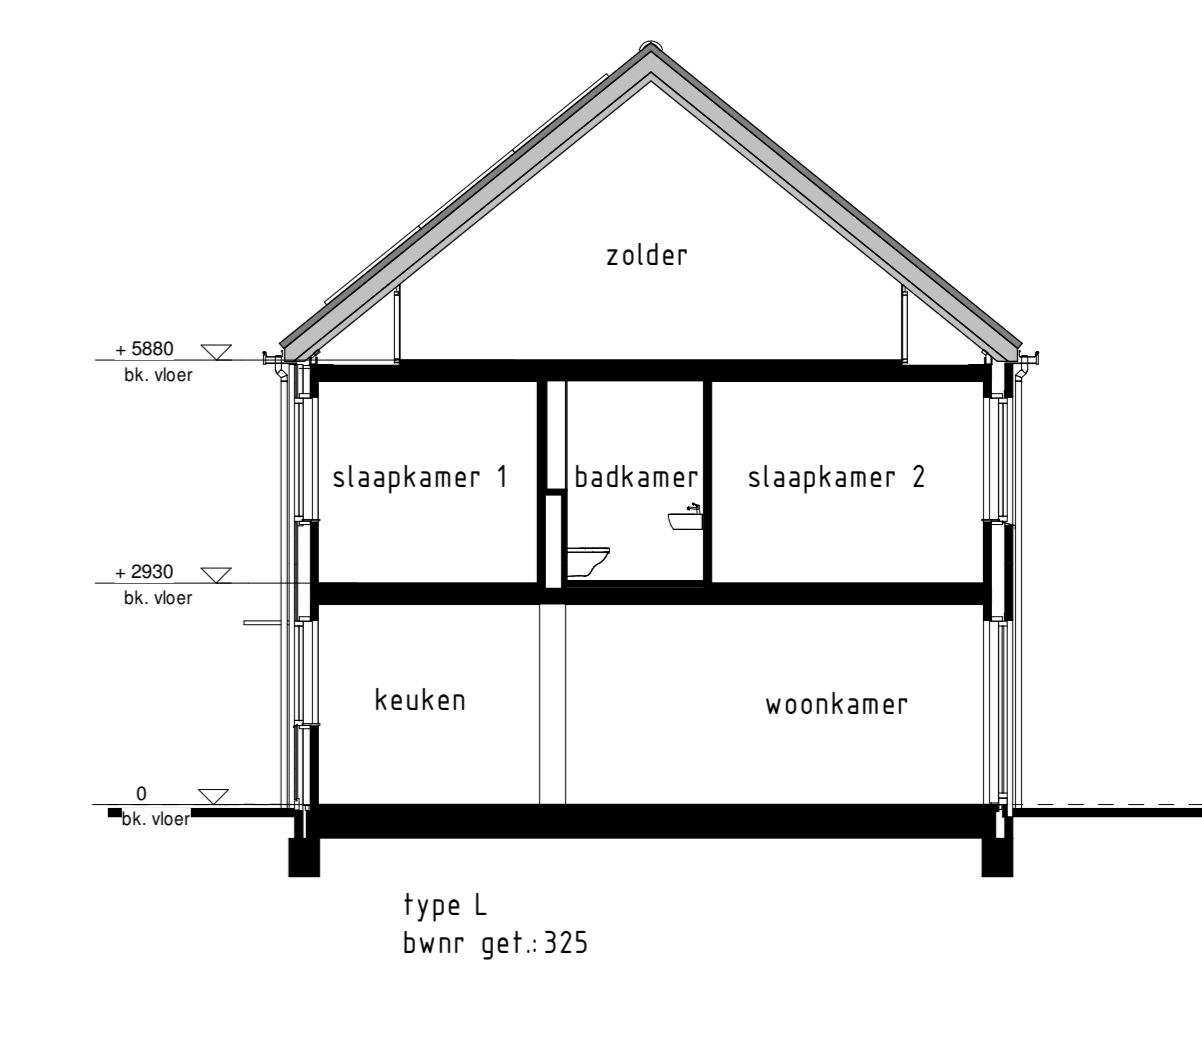 zolder
+ 5880
bk. vloer
slaapkamer 1
badkamer
slaapkamer 2
+ 2930
bk. vloer
keuken
woonkamer
0
bk. vloer
type L
bwnr get.: 325